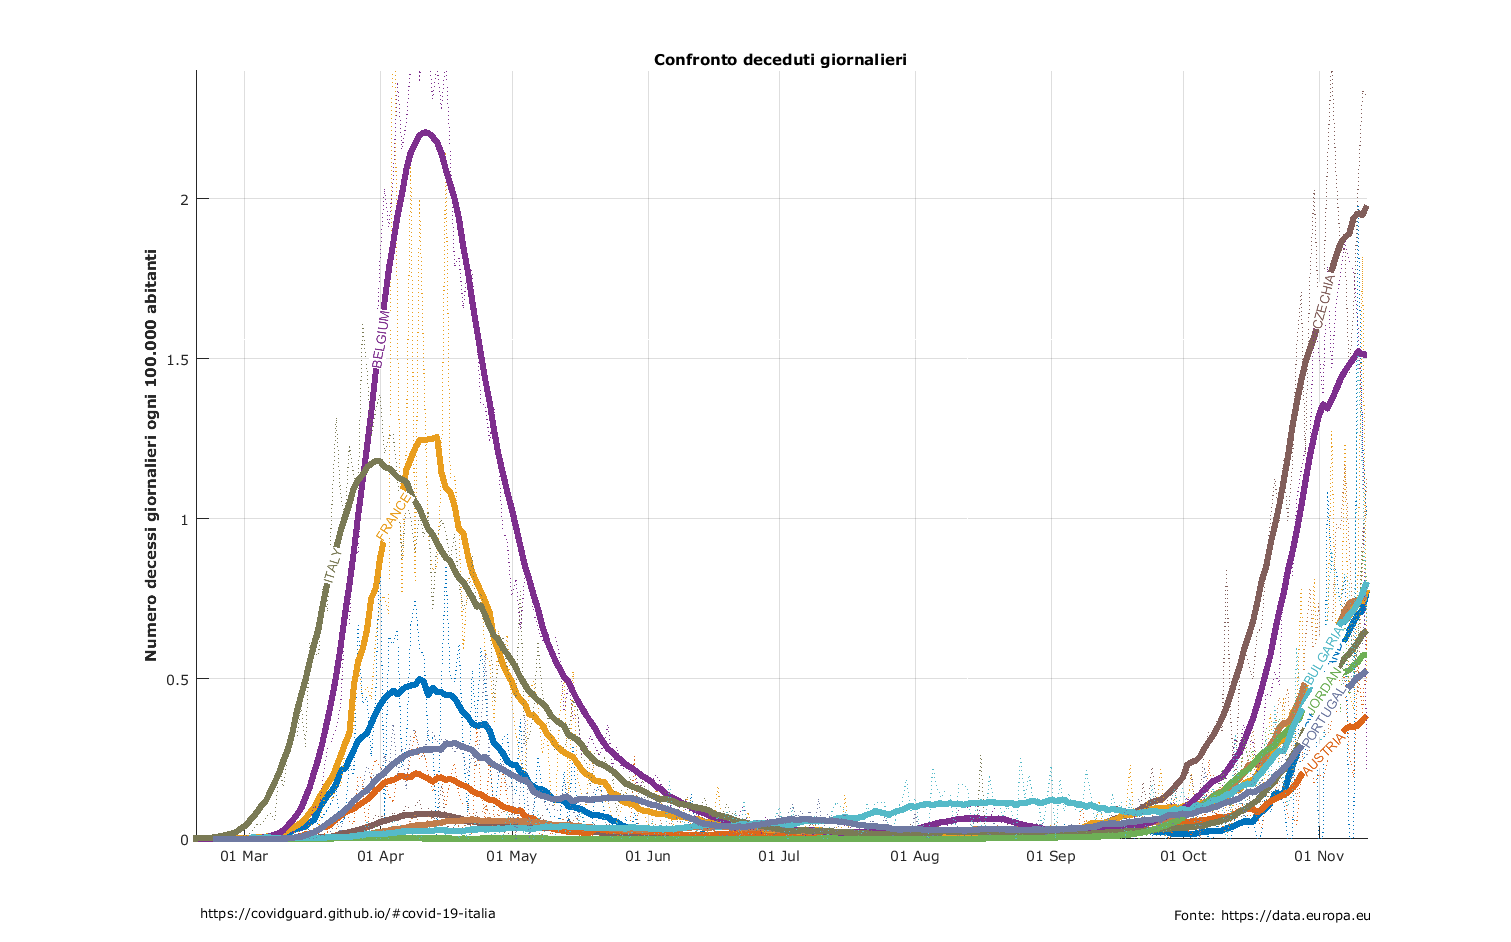 Confronto deceduti giornalieri
Numero decessi giornalieri ogni 100.000 abitanti
2
1.5
1
0.5
0
BELGIUM
FRANCE
ITALY
CZECHIA
BULGARIA
JORDAN
PORTUGAL
AUSTRIA
01 Mar
01 Apr
01 May
01 Jun
01 Jul
01 Aug
01 Sep
01 Oct
01 Nov
https://covidguard.github.io/#covid-19-italia
Fonte: https://data.europa.eu